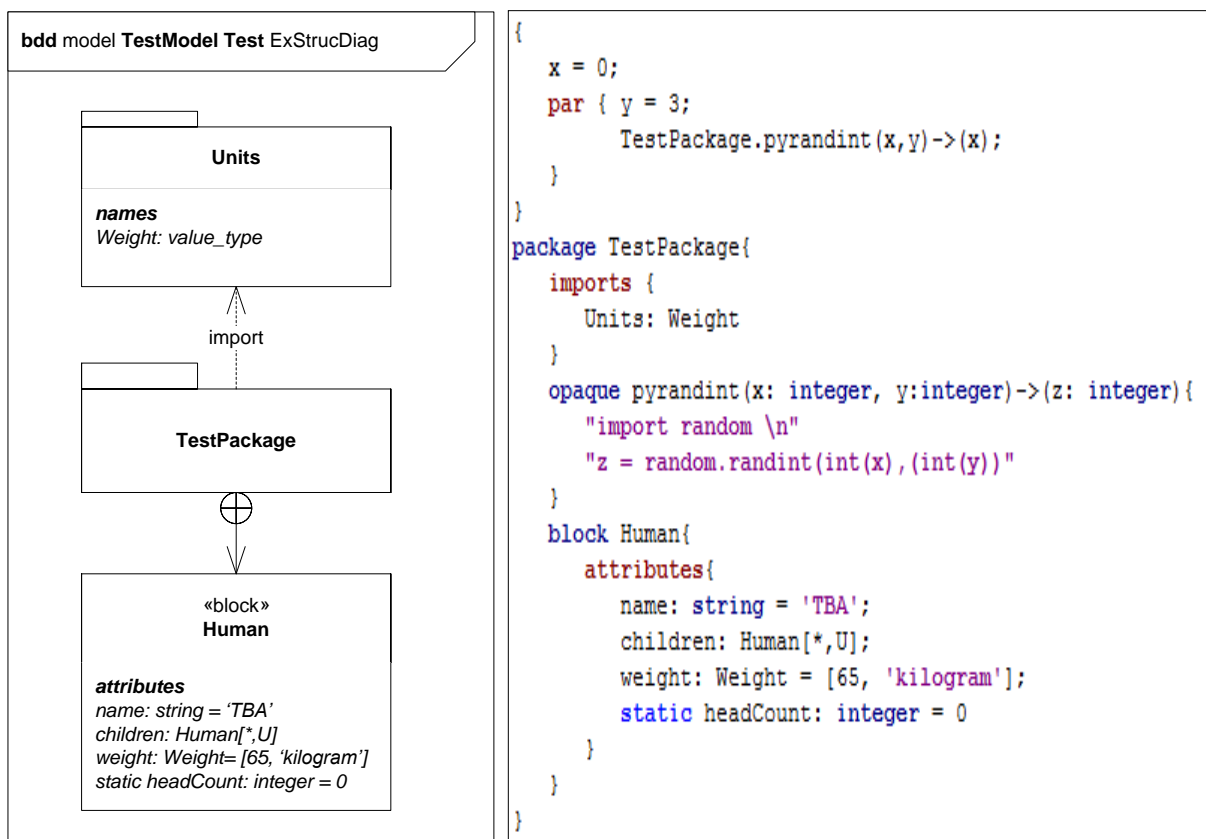 bdd model TestModel Test ExStrucDiag
Units
names
Weight: value_type
import
TestPackage
«block»
Human
attributes
name: string = ‘TBA’
children: Human[*,U]
weight: Weight= [65, ‘kilogram’]
static headCount: integer = 0
{
x = 0;
par { y = 3;
TestPackage.pyrandint(x,y)->(x);
}
}
package TestPackage{
imports {
Units: Weight
}
opaque pyrandint(x: integer, y:integer)->(z: integer){
"import random \n"
"z = random.randint(int(x),(int(y))"
}
block Human{
attributes{
name: string = 'TBA';
children: Human[*,U];
weight: Weight = [65, 'kilogram'];
static headCount: integer = 0
}
}
}